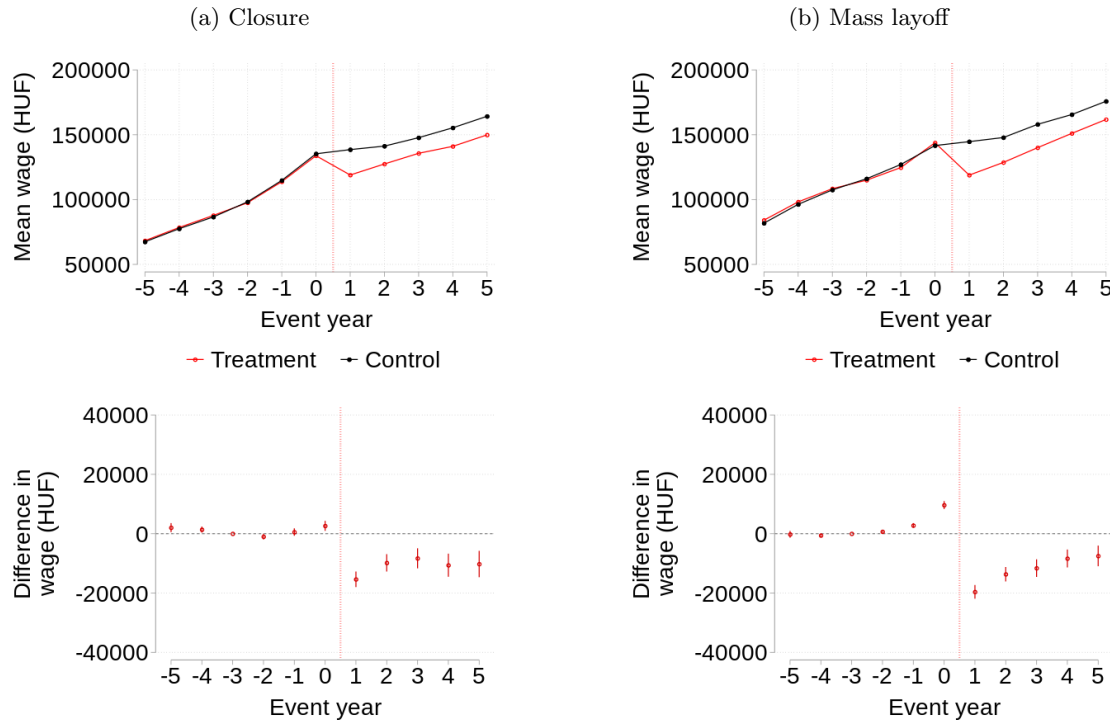 (a) Closure
Mean wage (HUF)
200000
150000
100000
50000
-5 -4 -3 -2 -1 0 1 2 3 4 5
Event year
Treatment Control
Difference in
wage (HUF)
40000
20000
0
-20000
-40000
-5 -4 -3 -2 -1 0 1 2 3 4 5
Event year
(b) Mass layoff
Mean wage (HUF)
200000
150000
100000
50000
-5 -4 -3 -2 -1 0 1 2 3 4 5
Event year
Treatment Control
Difference in
wage (HUF)
40000
20000
0
-20000
-40000
-5 -4 -3 -2 -1 0 1 2 3 4 5
Event year